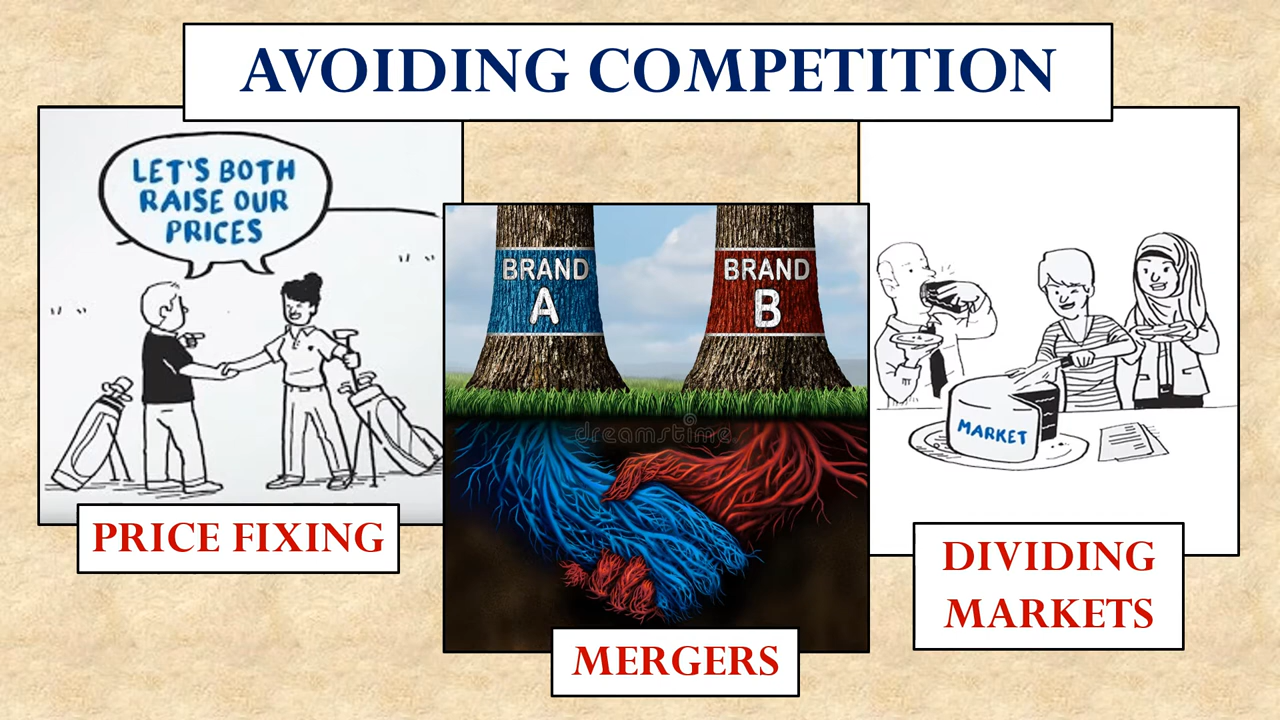 AVOIDING COMPETITION
LET'S BOTH
RAISE OUR
PRICES
PRICE FIXING
BRAND
A
BRAND
B
dreamstime
MERGERS
MARKET
DIVIDING
MARKETS